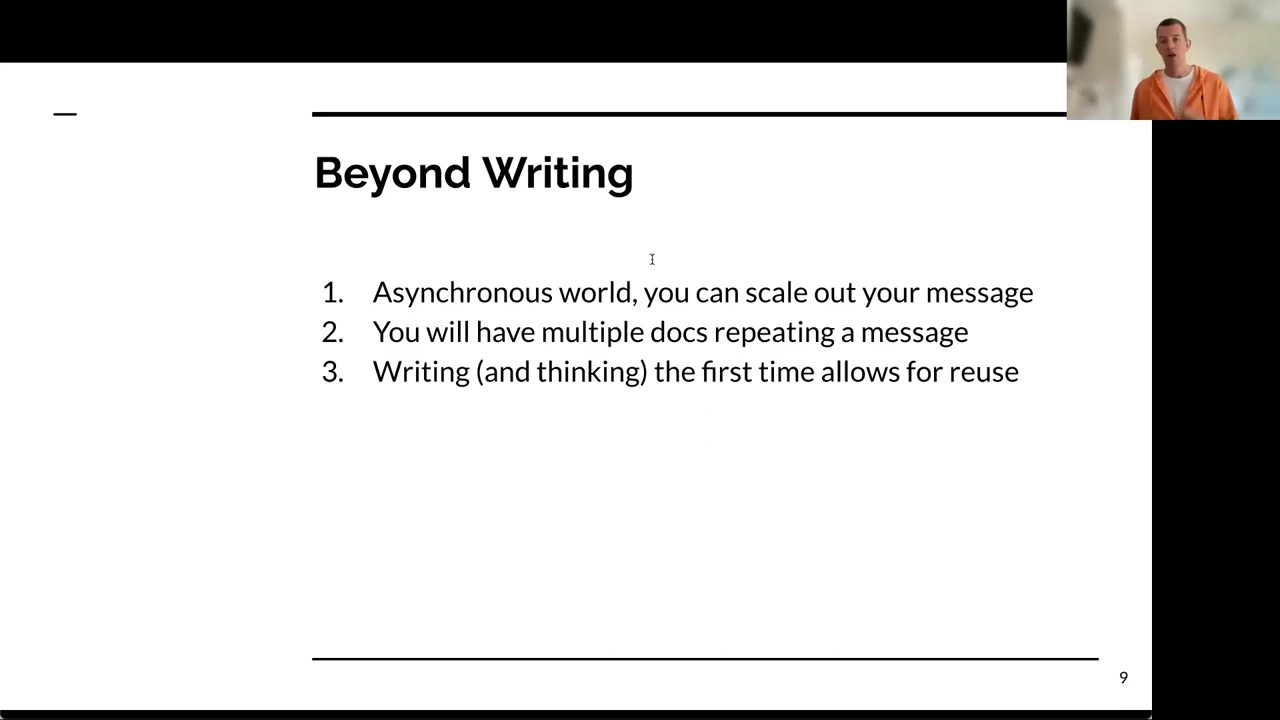 Beyond Writing
1. Asynchronous world, you can scale out your message
2. You will have multiple docs repeating a message
3. Writing (and thinking) the first time allows for reuse
9